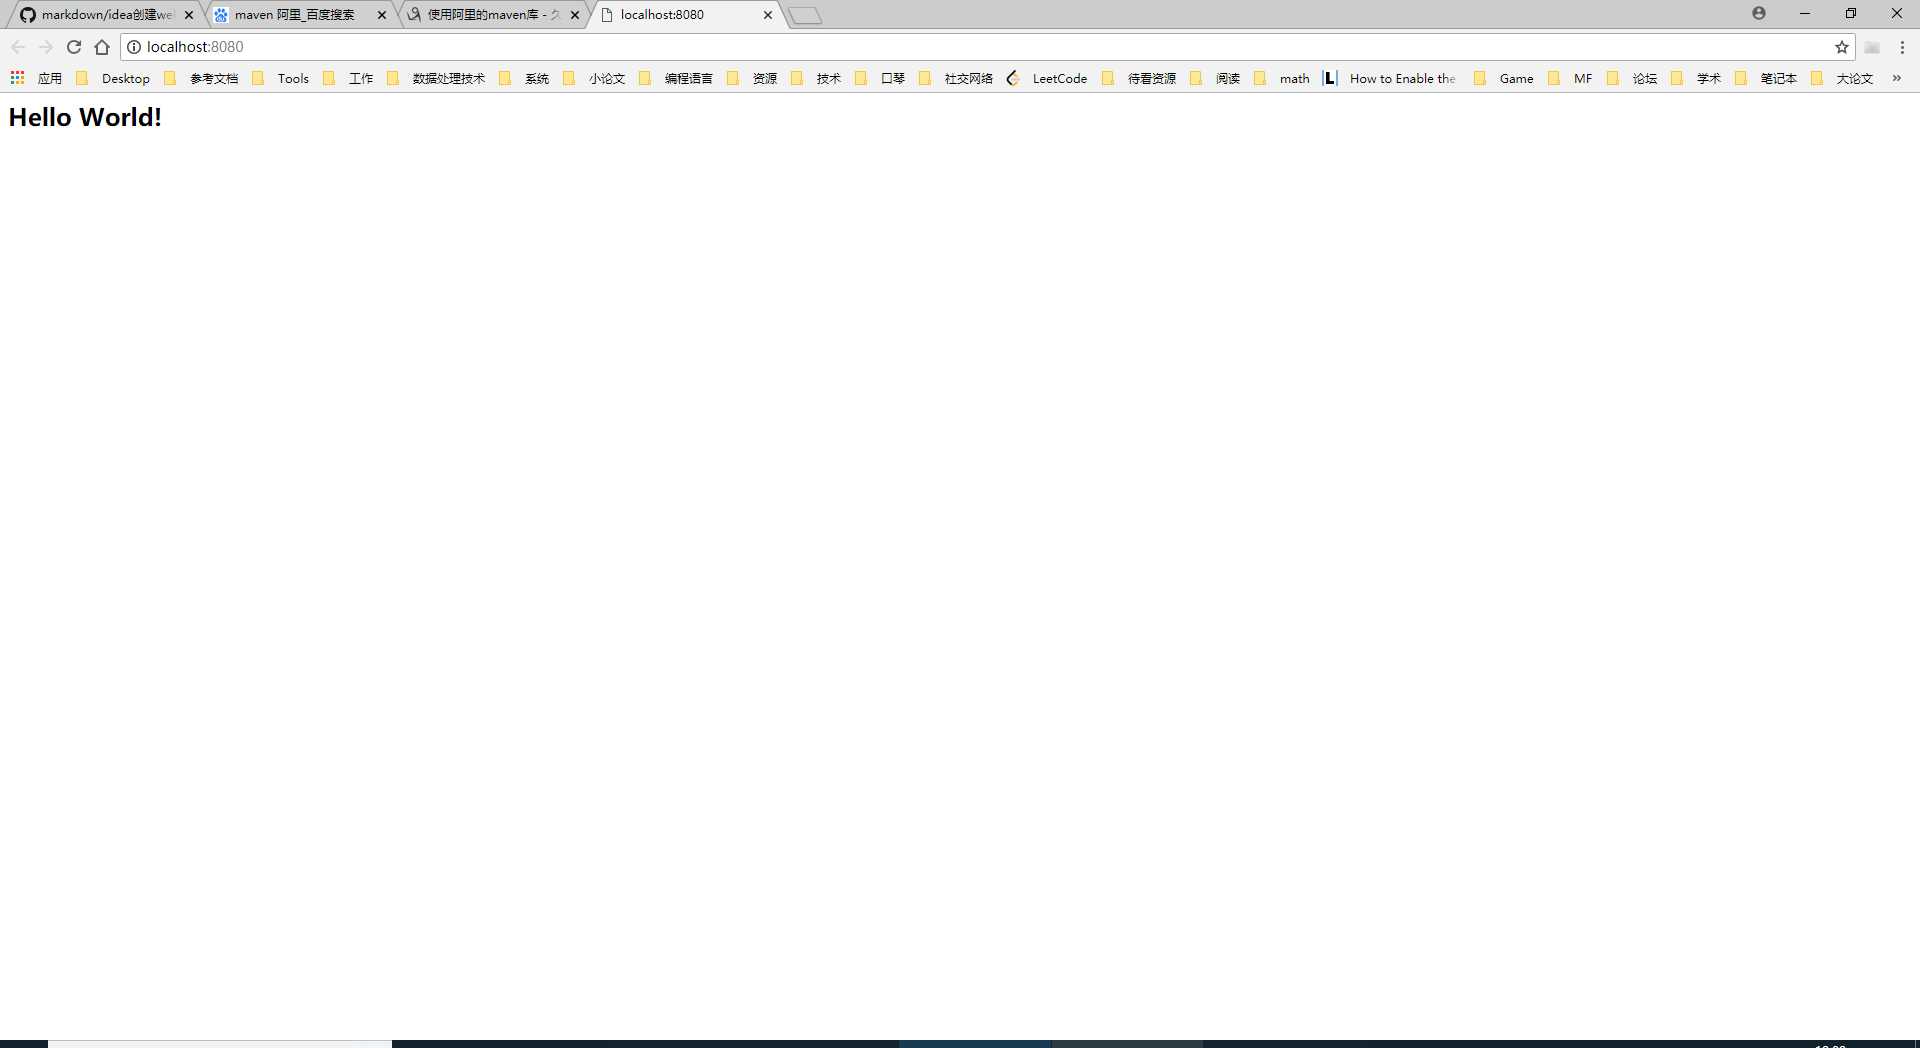 markdown/idea创建we
maven 阿里_百度搜索
使用阿里的maven库 -
localhost:8080
localhost:8080
应用 Desktop 参考文档 Tools 工作 数据处理技术 系统 小论文 编程语言 资源 技术 口琴 社交网络 LeetCode 待看资源 阅读 math How to Enable the Game MF 论坛 学术 笔记本 大论文 »
Hello World!